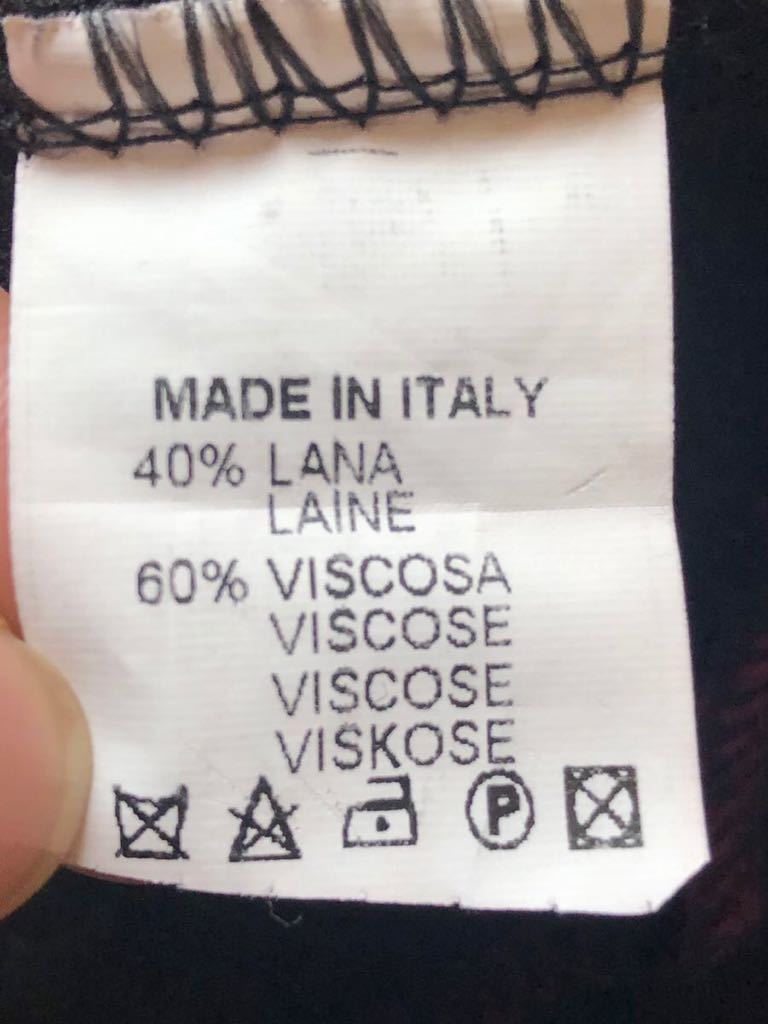 MADE IN ITALY
40% LANA
LAINE
60% VISCOSA
VISCOSE
VISCOSE
VISKOSE
P